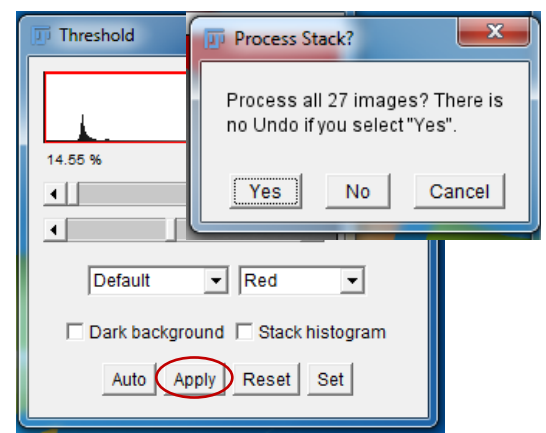 Threshold
Process Stack?
Process all 27 images? There is
no Undo if you select "Yes".
Yes No Cancel
14.55 %
Default Red
Dark background Stack histogram
Auto Apply Reset Set